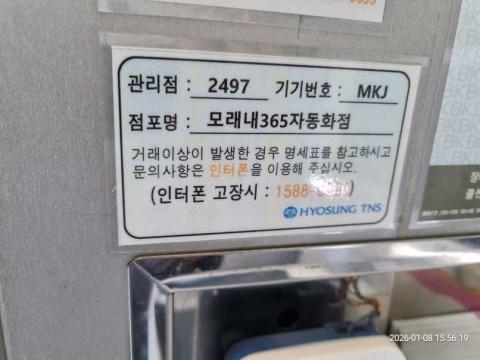 관리점 : 2497 기기번호 : MKJ
점포명 : 모래내365자동화점
거래이상이 발생한 경우 명세표를 참고하시고
문의사항은 인터폰을 이용해 주십시오.
(인터폰 고장시 : 1588-
HYOSUNG TNS
2026-01-08 15:56:19